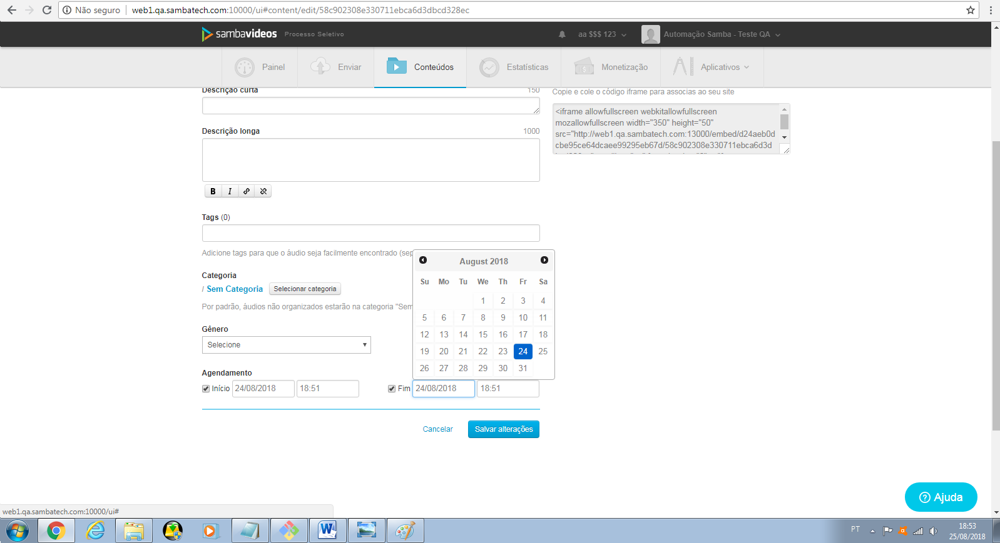 Não seguro
web1.qa.sambatech.com:10000/ui#content/edit/58c902308e330711ebca6d3dbcd328ec
sambavideos Processo Seletivo
aa $$$ 123
Automação Samba - Teste QA
Painel
Enviar
Conteúdos
Estatísticas
Monetização
Aplicativos
Descrição curta 150
Copie e cole o código iframe para associas ao seu site
<iframe allowfullscreen webkitallowfullscreen
mozallowfullscreen width="350" height="50"
src="http://web1.qa.sambatech.com:13000/embed/d24aeb0d
cbe95ce64dcaee99295eb67d/58c902308e330711ebca6d3d
Descrição longa 1000
B I
Tags (0)
Adicione tags para que o áudio seja facilmente encontrado (sep
Categoria
/ Sem Categoria Selecionar categoria
Por padrão, áudios não organizados estarão na categoria "Sem
Gênero
Selecione
August 2018
Su Mo Tu We Th Fr Sa
1 2 3 4
5 6 7 8 9 10 11
12 13 14 15 16 17 18
19 20 21 22 23 24 25
26 27 28 29 30 31
Agendamento
Início 24/08/2018 18:51
Fim 24/08/2018 18:51
Cancelar
Salvar alterações
Ajuda
web1.qa.sambatech.com:10000/ui#
PT
18:53
25/08/2018